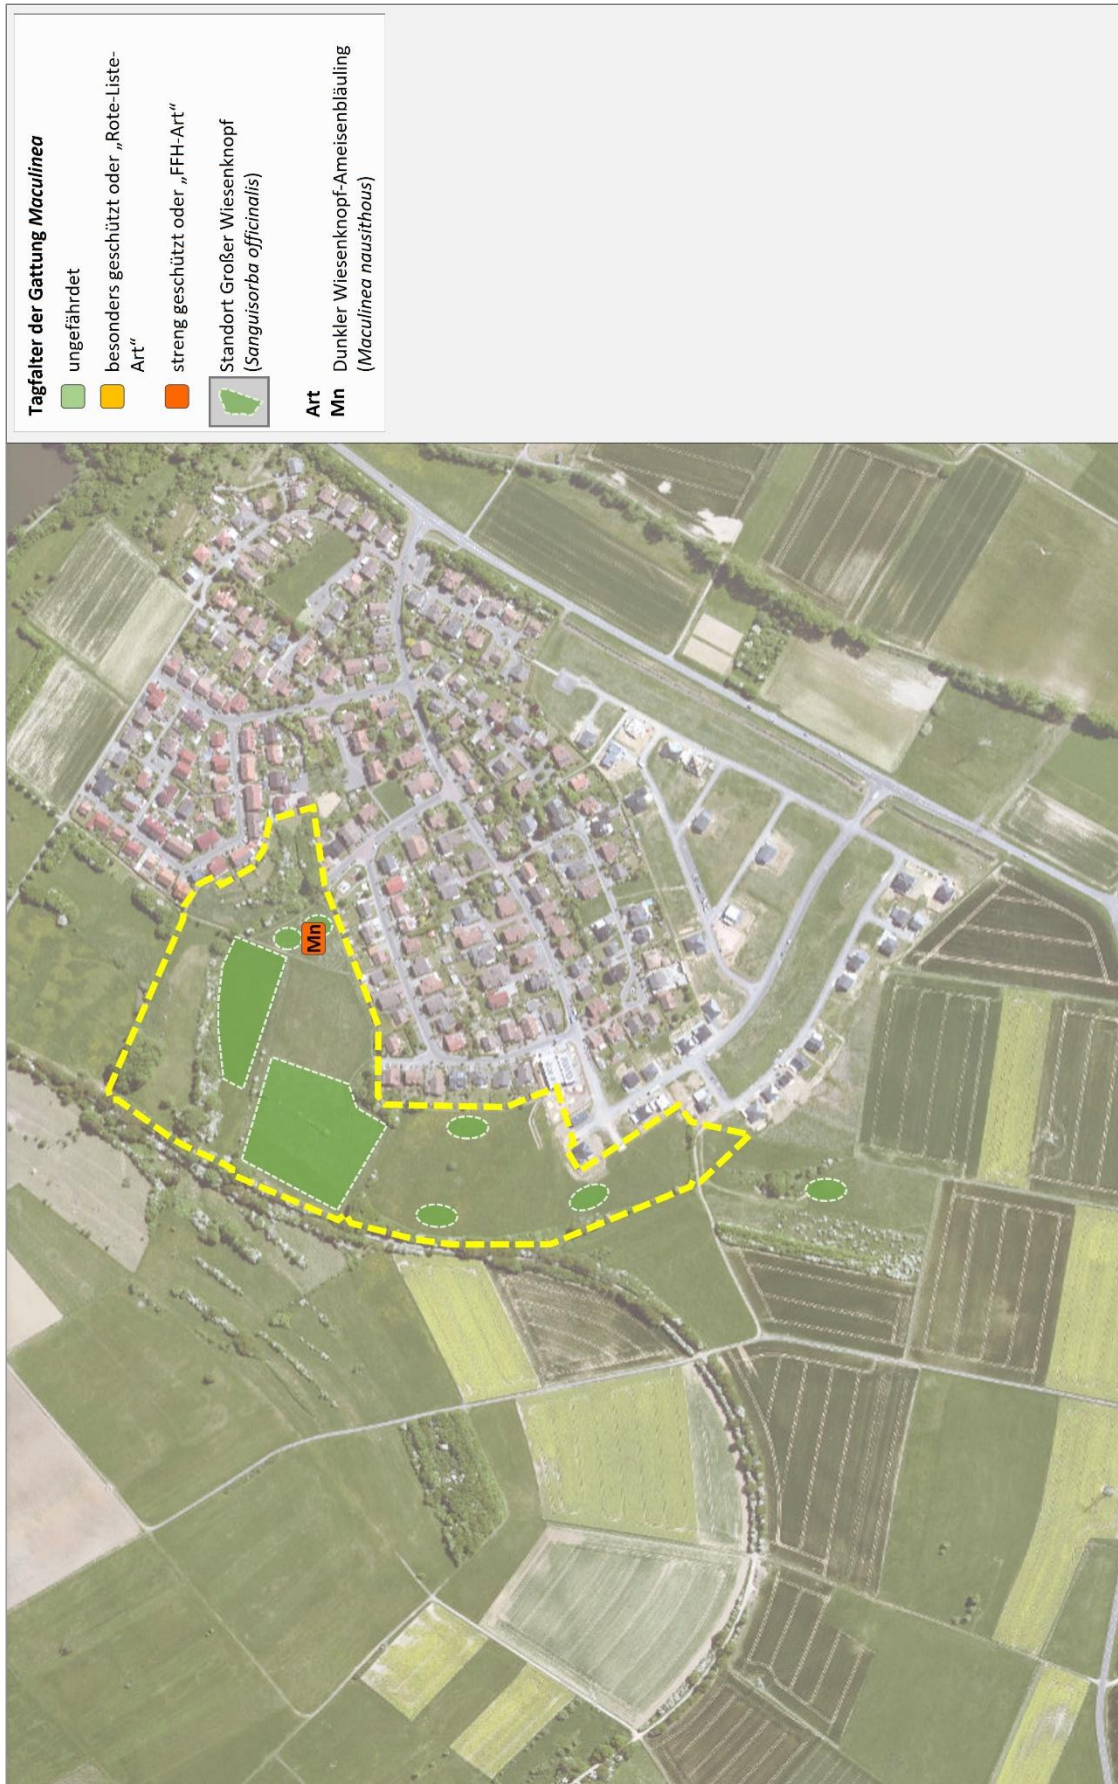 Tagfalter der Gattung Maculinea
ungefährdet
besonders geschützt oder „Rote-Liste-
Art“
streng geschützt oder „FFH-Art“
Standort Großer Wiesenknopf
(Sanguisorba officinalis)
Art
Mn Dunkler Wiesenknopf-Ameisenbläuling
(Maculinea nausithous)
Mn